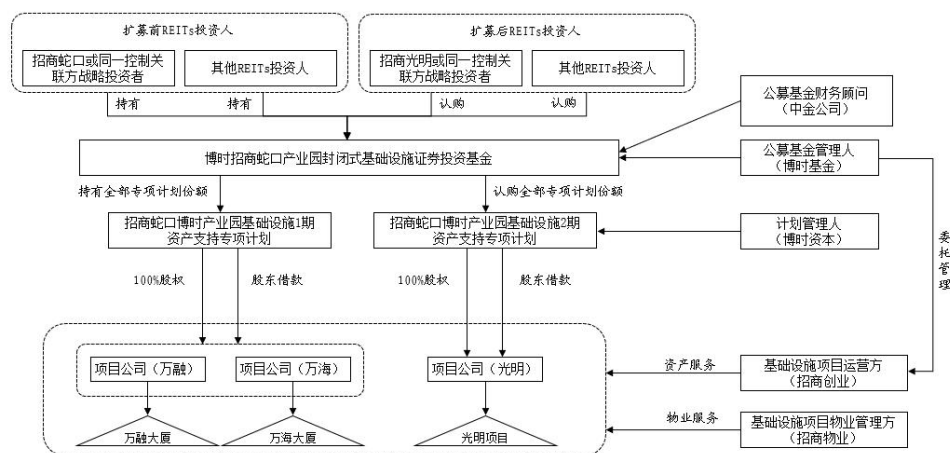 扩募前REITs投资人
扩募后REITs投资人
招商蛇口或同一控制关
联方战略投资者
其他REITs投资人
招商光明或同一控制关
联方战略投资者
其他REITs投资人
持有
持有
认购
认购
公募基金财务顾问
（中金公司）
博时招商蛇口产业园封闭式基础设施证券投资基金
公募基金管理人
（博时基金）
持有全部专项计划份额
认购全部专项计划份额
招商蛇口博时产业园基础设施1期
资产支持专项计划
招商蛇口博时产业园基础设施2期
资产支持专项计划
计划管理人
（博时资本）
委托管理
100%股权
股东借款
100%股权
股东借款
项目公司（万融）
项目公司（万海）
项目公司（光明）
资产服务
基础设施项目运营方
（招商创业）
万融大厦
万海大厦
光明项目
物业服务
基础设施项目物业管理方
（招商物业）